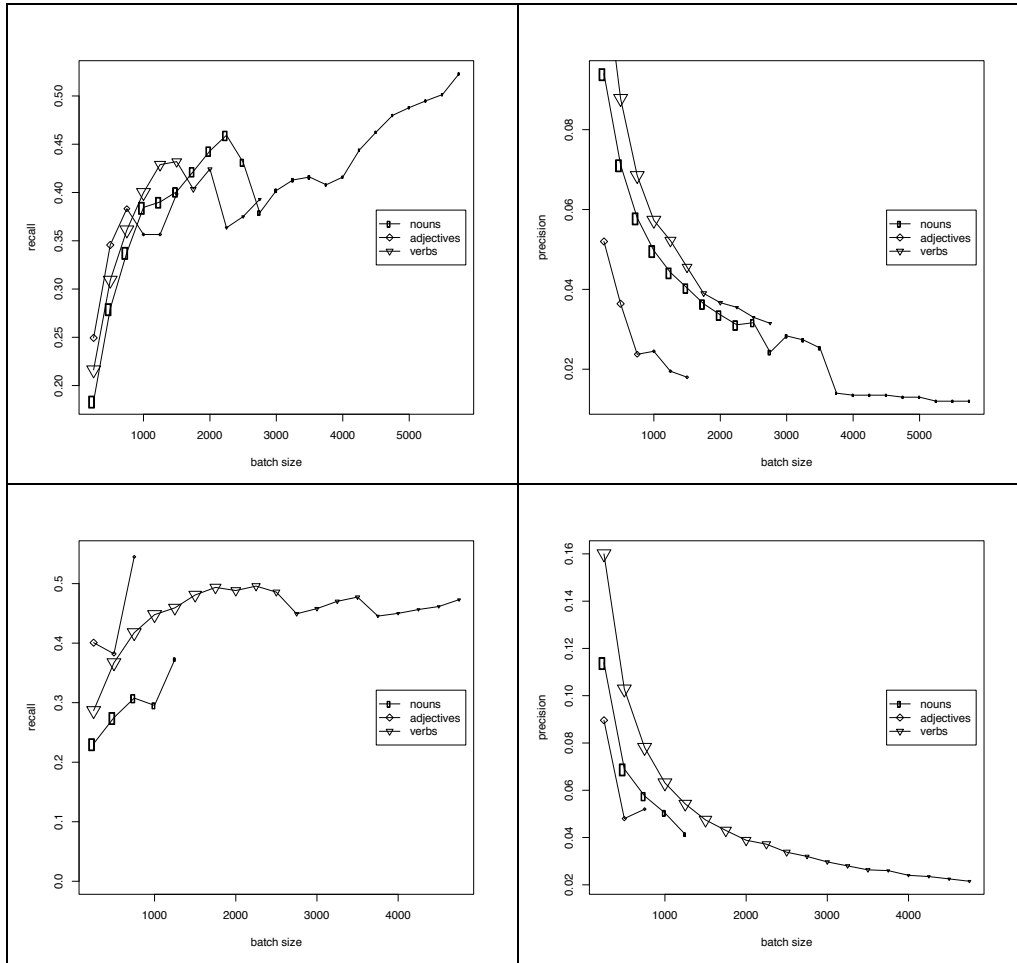 0.50
0.45
0.40
0.35
0.30
0.25
0.20
recall
nouns
adjectives
verbs
1000 2000 3000 4000 5000
batch size
0.08
0.06
0.04
0.02
precision
nouns
adjectives
verbs
1000 2000 3000 4000 5000
batch size
0.5
0.4
0.3
0.2
0.1
0.0
recall
nouns
adjectives
verbs
1000 2000 3000 4000
batch size
0.16
0.14
0.12
0.10
0.08
0.06
0.04
0.02
precision
nouns
adjectives
verbs
1000 2000 3000 4000
batch size